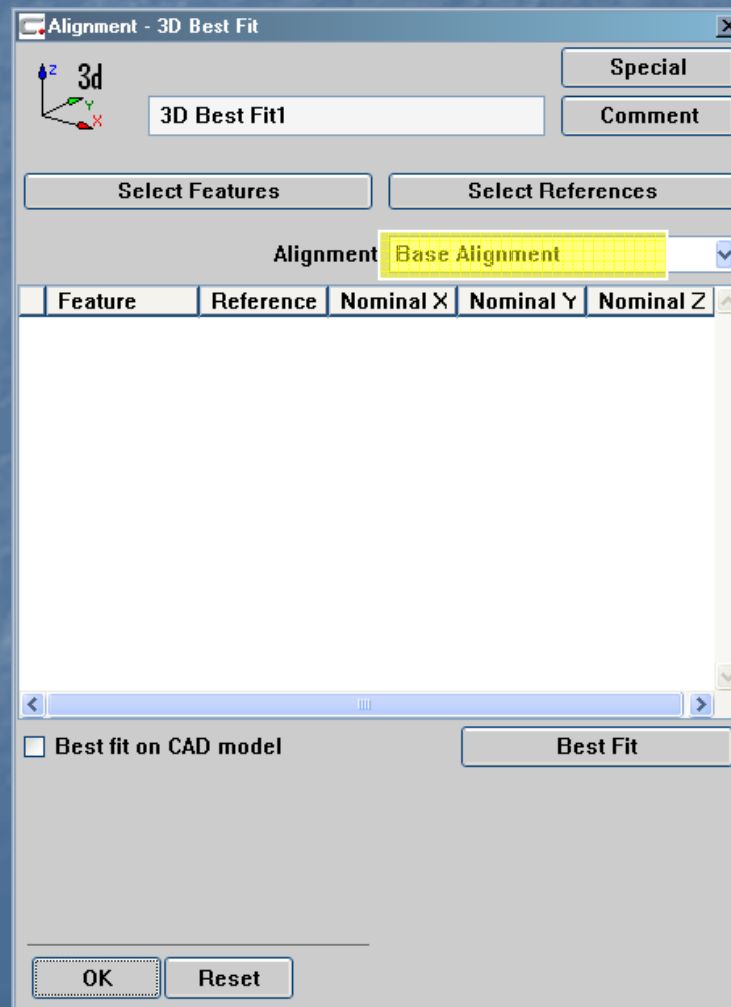 Alignment - 3D Best Fit
Z 3d Y X
Special
3D Best Fit1
Comment
Select Features Select References
Alignment Base Alignment
Feature Reference Nominal X Nominal Y Nominal Z
Best fit on CAD model Best Fit
OK Reset